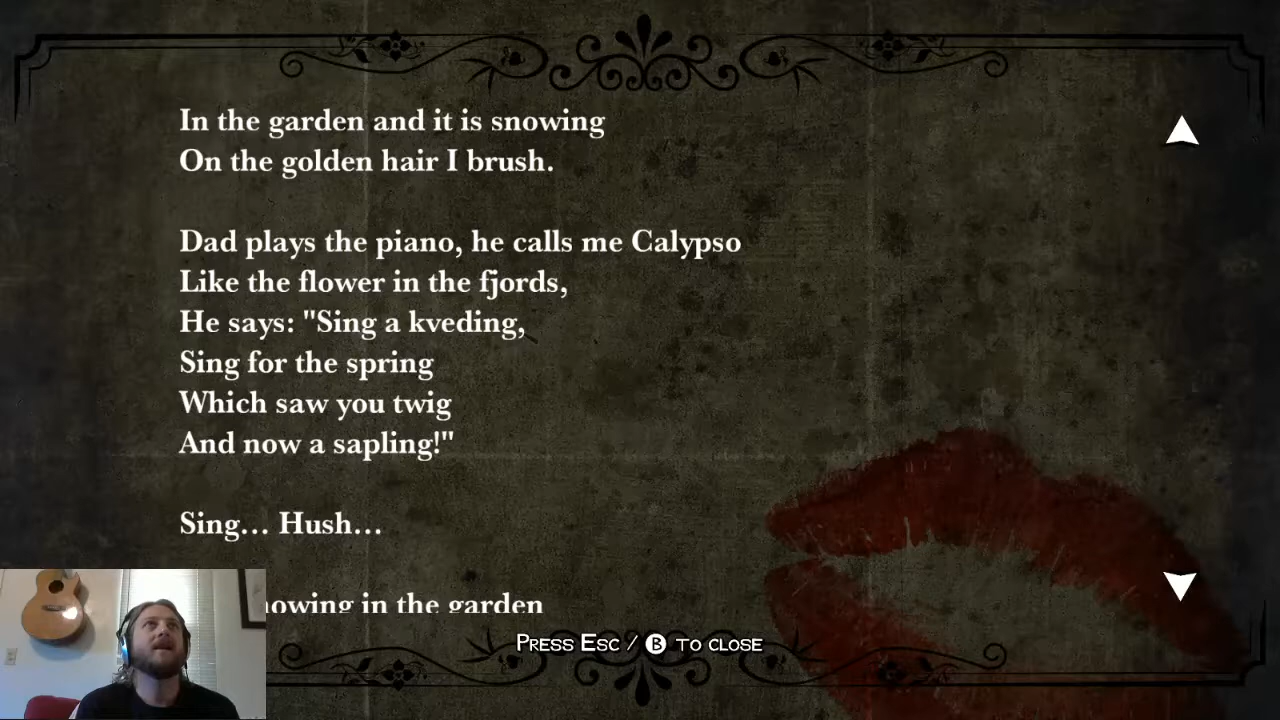 In the garden and it is snowing
On the golden hair I brush.
Dad plays the piano, he calls me Calypso
Like the flower in the fjords,
He says: "Sing a kveding,
Sing for the spring
Which saw you twig
And now a sapling!"
Sing... Hush...
nowing in the garden
Press Esc / B to close